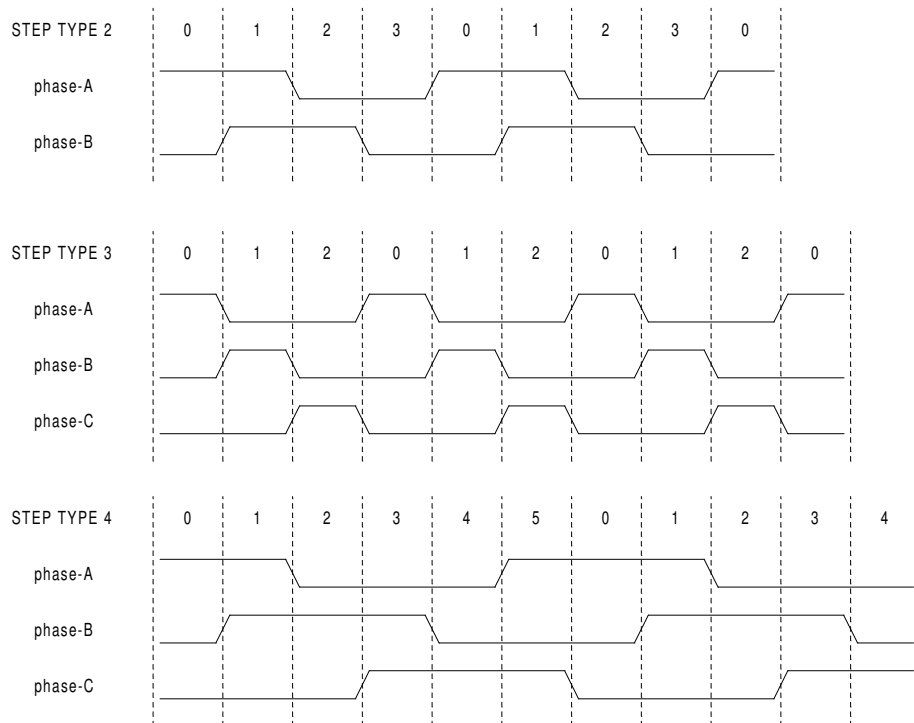 STEP TYPE 2 0 1 2 3 0 1 2 3 0
phase-A
phase-B
STEP TYPE 3 0 1 2 0 1 2 0 1 2 0
phase-A
phase-B
phase-C
STEP TYPE 4 0 1 2 3 4 5 0 1 2 3 4
phase-A
phase-B
phase-C